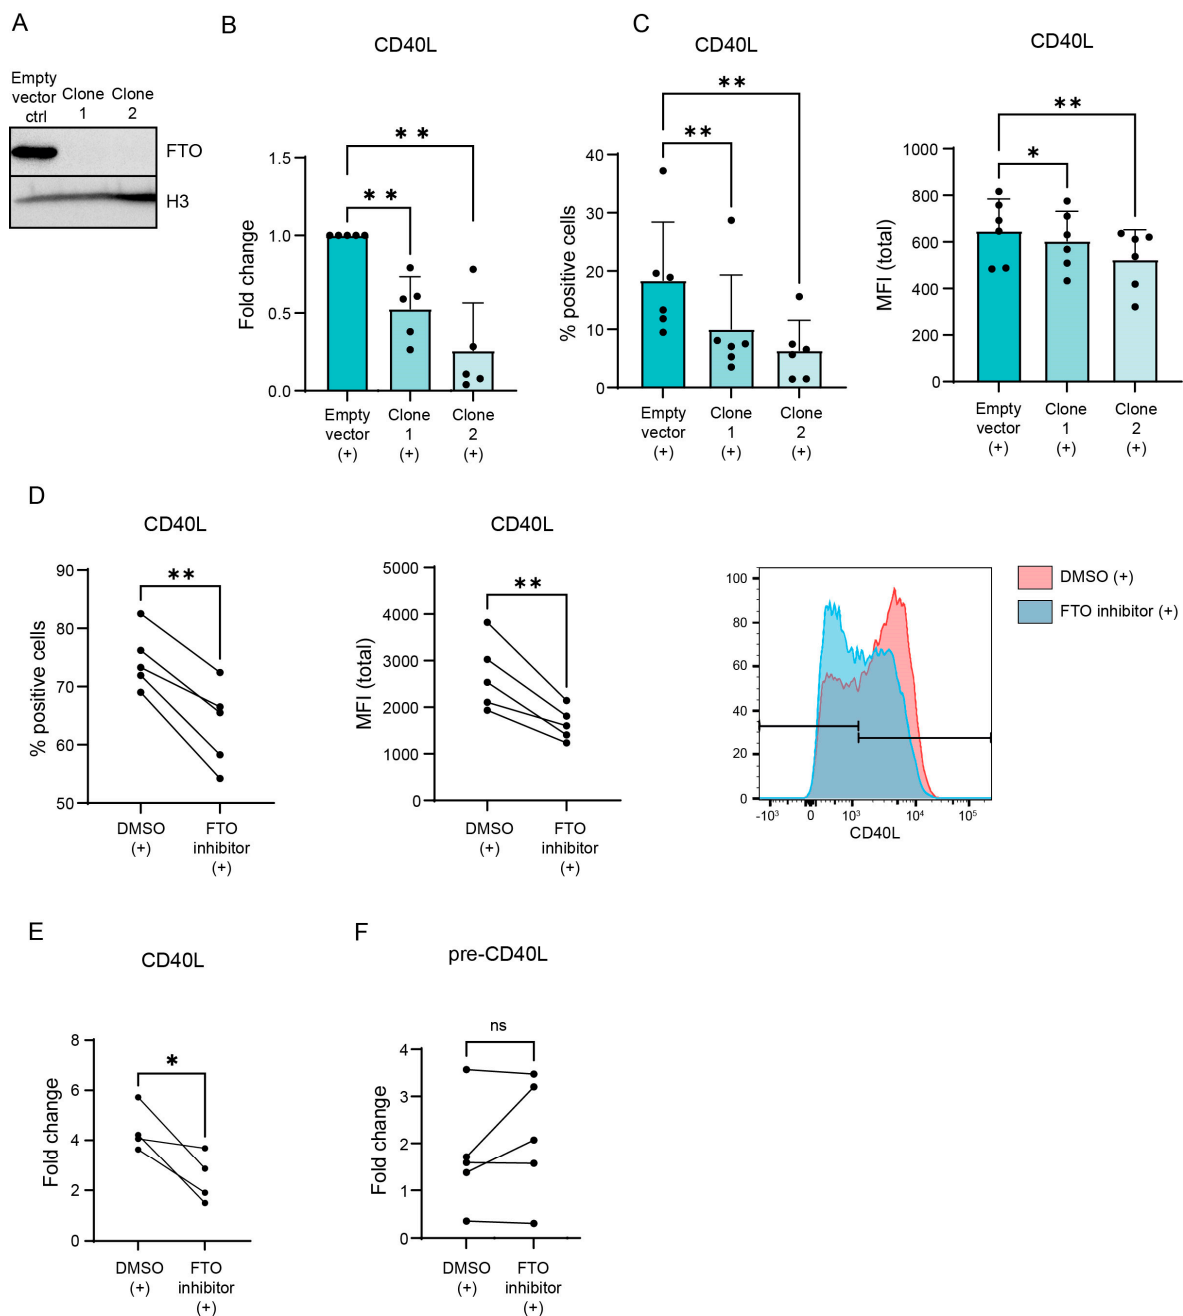 A
Empty
vector
ctrl
Clone
1
Clone
2
FTO
H3
B
CD40L
* *
* *
Fold change
1.5
1.0
0.5
0.0
Empty
vector
(+)
Clone
1
(+)
Clone
2
(+)
C
CD40L
**
**
% positive cells
40
30
20
10
0
Empty
vector
(+)
Clone
1
(+)
Clone
2
(+)
CD40L
**
*
MFI (total)
1000
800
600
400
200
0
Empty
vector
(+)
Clone
1
(+)
Clone
2
(+)
D
CD40L
**
% positive cells
90
80
70
60
50
DMSO
(+)
FTO
inhibitor
(+)
CD40L
**
MFI (total)
5000
4000
3000
2000
1000
0
DMSO
(+)
FTO
inhibitor
(+)
100
80
60
40
20
0
-10³ 0 10³ 10⁴ 10⁵
CD40L
DMSO (+)
FTO inhibitor (+)
E
CD40L
*
Fold change
8
6
4
2
0
DMSO
(+)
FTO
inhibitor
(+)
F
pre-CD40L
ns
Fold change
4
3
2
1
0
DMSO
(+)
FTO
inhibitor
(+)